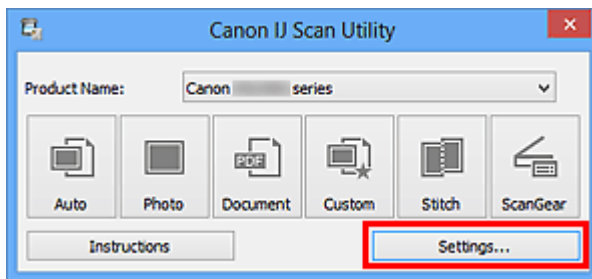 Canon IJ Scan Utility
Product Name: Canon series
PDF
Auto Photo Document Custom Stitch ScanGear
Instructions Settings...